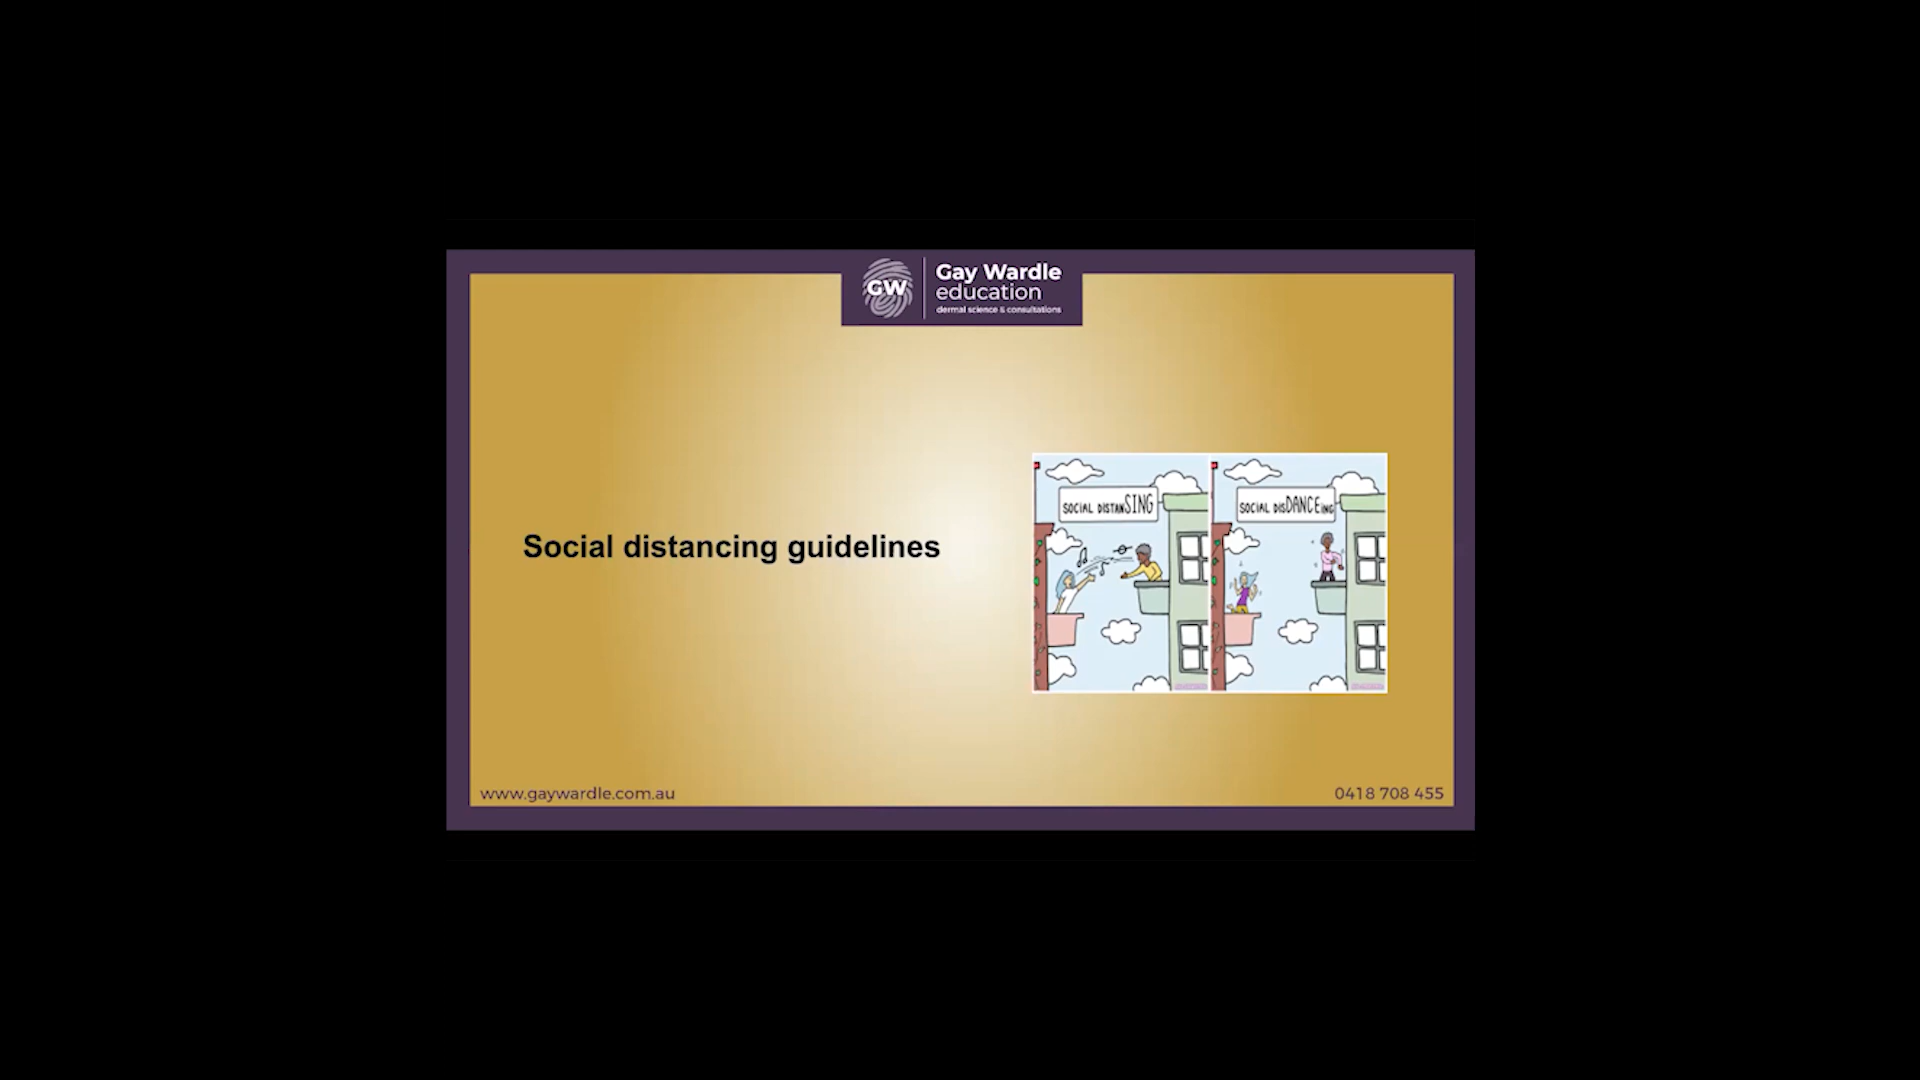 GW
Gay Wardle
education
dermal science & consultations
Social distancing guidelines
SOCIAL DISTANSING
SOCIAL DISDANCEING
www.gaywardle.com.au
0418 708 455